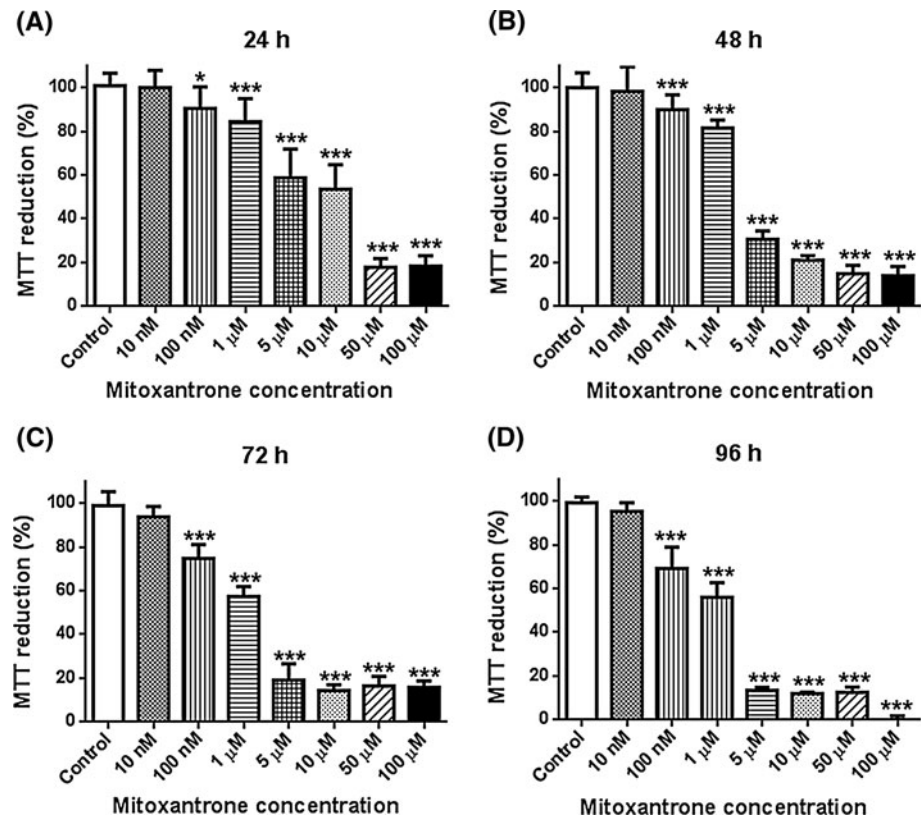 (A)
24 h
MTT reduction (%)
100
80
60
40
20
0
*
***
***
***
***
***
Control
10 nM
100 nM
1 µM
5 µM
10 µM
50 µM
100 µM
Mitoxantrone concentration
(B)
48 h
MTT reduction (%)
100
80
60
40
20
0
***
***
***
***
***
***
Control
10 nM
100 nM
1 µM
5 µM
10 µM
50 µM
100 µM
Mitoxantrone concentration
(C)
72 h
MTT reduction (%)
100
80
60
40
20
0
***
***
***
***
***
***
Control
10 nM
100 nM
1 µM
5 µM
10 µM
50 µM
100 µM
Mitoxantrone concentration
(D)
96 h
MTT reduction (%)
100
80
60
40
20
0
***
***
***
***
***
***
Control
10 nM
100 nM
1 µM
5 µM
10 µM
50 µM
100 µM
Mitoxantrone concentration